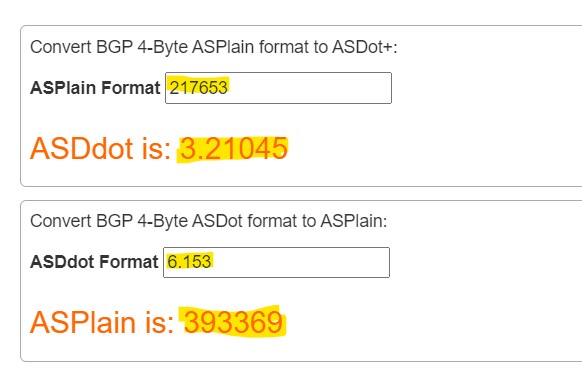 Convert BGP 4-Byte ASPlain format to ASDot+:
ASPlain Format 217653
ASDdot is: 3.21045
Convert BGP 4-Byte ASDot format to ASPlain:
ASDdot Format 6.153
ASPlain is: 393369